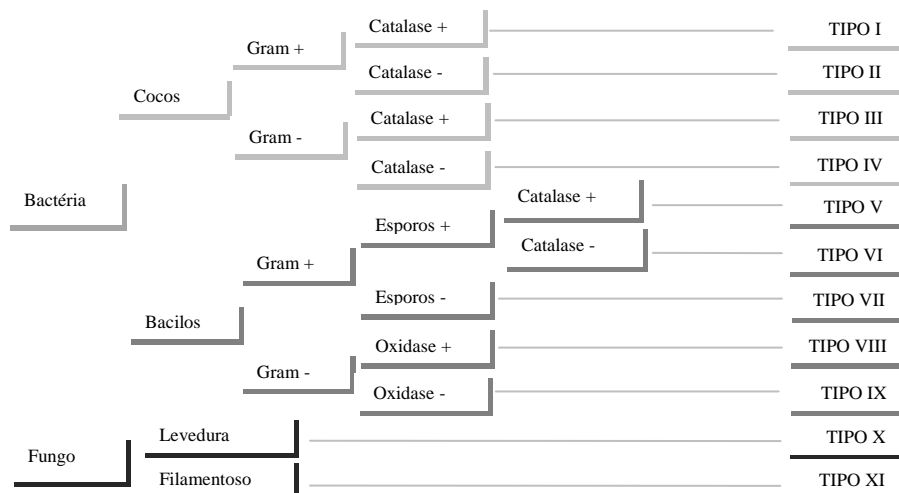 Catalase + TIPO I
Gram +
Catalase - TIPO II
Cocos
Catalase + TIPO III
Gram -
Catalase - TIPO IV
Bactéria
Catalase + TIPO V
Esporos +
Catalase - TIPO VI
Gram +
Esporos - TIPO VII
Bacilos
Oxidase + TIPO VIII
Gram -
Oxidase - TIPO IX
Levedura TIPO X
Fungo
Filamentoso TIPO XI